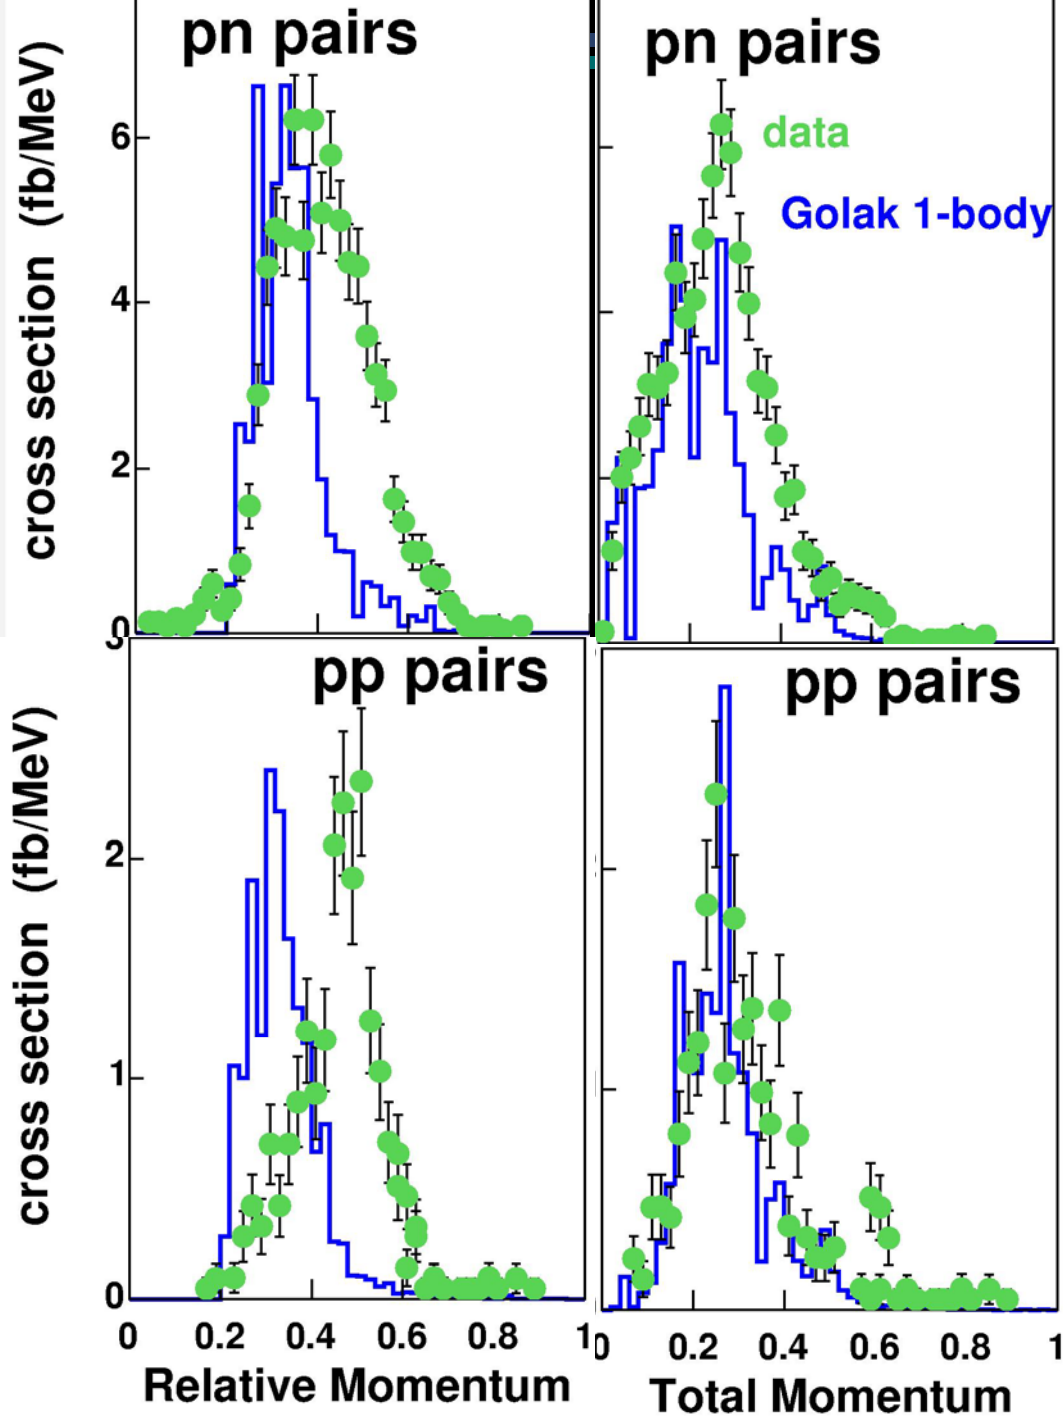 pn pairs
pn pairs
data
Golak 1-body
cross section (fb/MeV)
6
4
2
0
pp pairs
pp pairs
cross section (fb/MeV)
3
2
1
0
0 0.2 0.4 0.6 0.8 1
0 0.2 0.4 0.6 0.8 1
Relative Momentum
Total Momentum